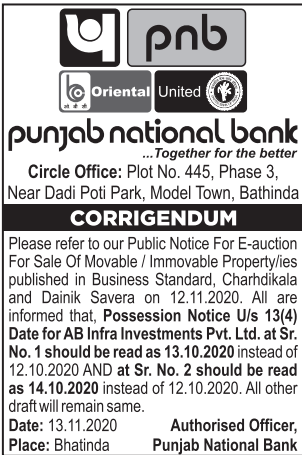 प pnb
Oriental United
ओ बी सी
punjab national bank
...Together for the better
Circle Office: Plot No. 445, Phase 3,
Near Dadi Poti Park, Model Town, Bathinda
CORRIGENDUM
Please refer to our Public Notice For E-auction
For Sale Of Movable / Immovable Property/ies
published in Business Standard, Charhdikala
and Dainik Savera on 12.11.2020. All are
informed that, Possession Notice U/s 13(4)
Date for AB Infra Investments Pvt. Ltd. at Sr.
No. 1 should be read as 13.10.2020 instead of
12.10.2020 AND at Sr. No. 2 should be read
as 14.10.2020 instead of 12.10.2020. All other
draft will remain same.
Date: 13.11.2020 Authorised Officer,
Place: Bhatinda Punjab National Bank